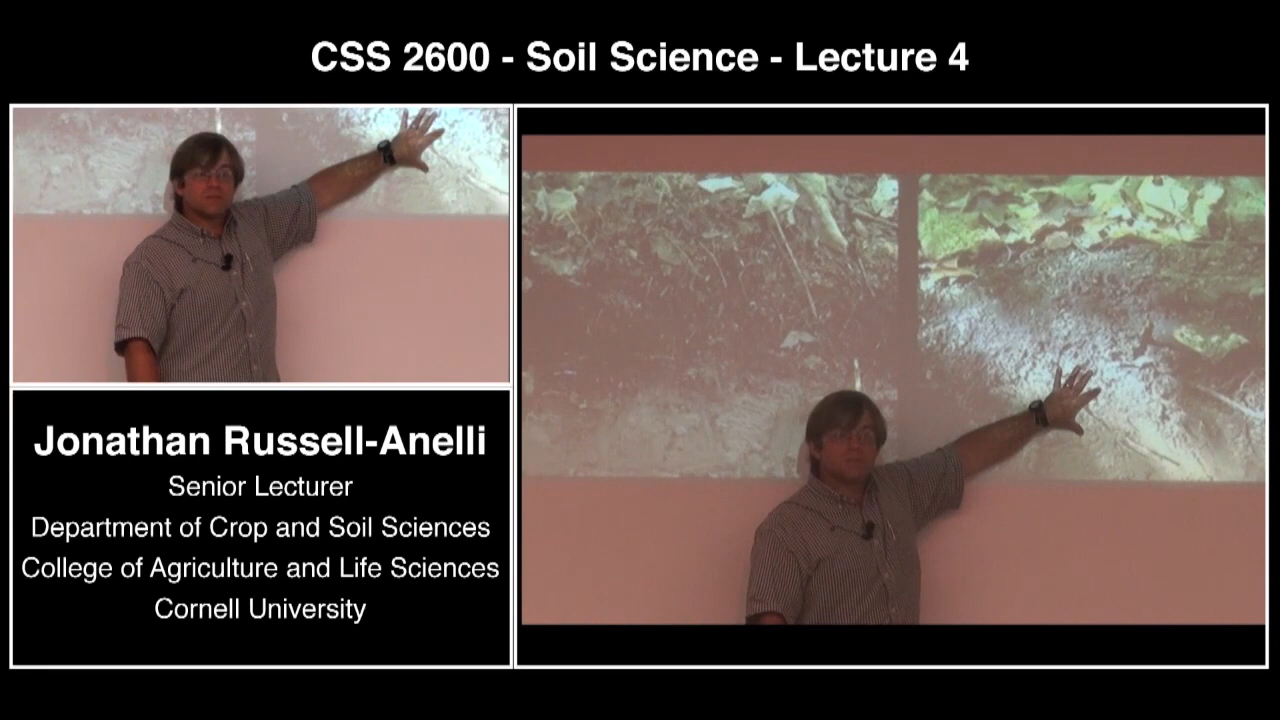 CSS 2600 - Soil Science - Lecture 4
Jonathan Russell-Anelli
Senior Lecturer
Department of Crop and Soil Sciences
College of Agriculture and Life Sciences
Cornell University